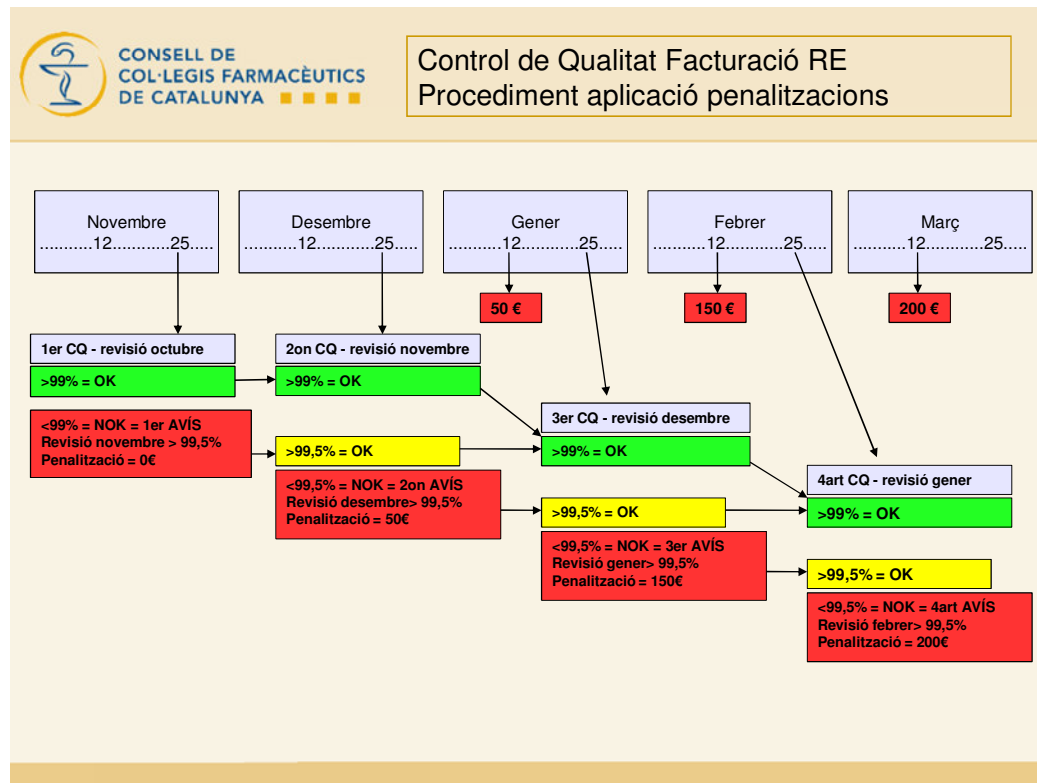 CONSELL DE
COL·LEGIS FARMACÈUTICS
DE CATALUNYA
Control de Qualitat Facturació RE
Procediment aplicació penalitzacions
Novembre
...........12............25.....
Desembre
...........12............25.....
Gener
...........12............25.....
Febrer
...........12............25.....
Març
...........12............25.....
50 €
150 €
200 €
1er CQ - revisió octubre
>99% = OK
<99% = NOK = 1er AVÍS
Revisió novembre > 99,5%
Penalització = 0€
2on CQ - revisió novembre
>99% = OK
>99,5% = OK
<99,5% = NOK = 2on AVÍS
Revisió desembre> 99,5%
Penalització = 50€
3er CQ - revisió desembre
>99% = OK
>99,5% = OK
<99,5% = NOK = 3er AVÍS
Revisió gener> 99,5%
Penalització = 150€
4art CQ - revisió gener
>99% = OK
>99,5% = OK
<99,5% = NOK = 4art AVÍS
Revisió febrer> 99,5%
Penalització = 200€